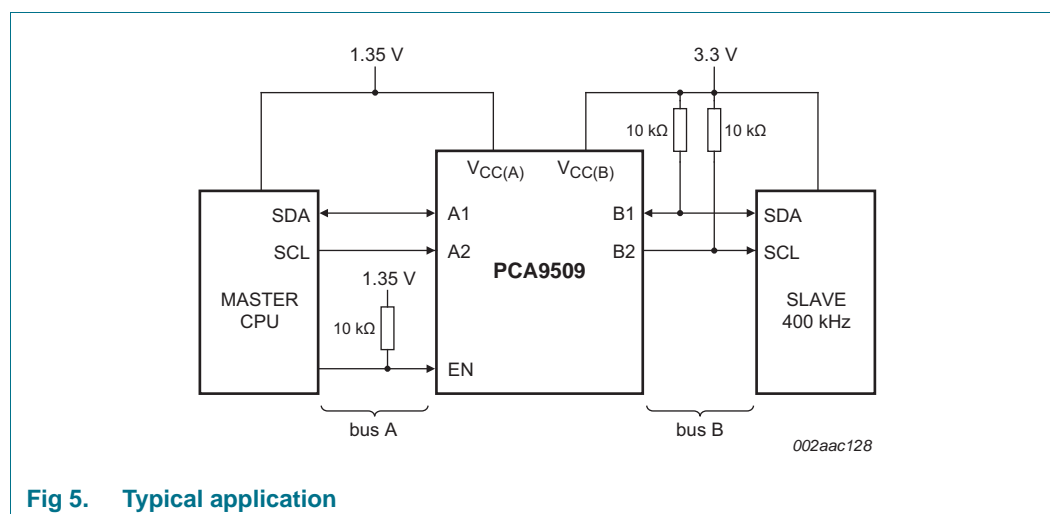 1.35 V
3.3 V
10 kΩ
10 kΩ
VCC(A)
VCC(B)
SDA
A1
B1
SDA
SCL
A2
B2
SCL
PCA9509
1.35 V
MASTER
CPU
SLAVE
400 kHz
10 kΩ
EN
bus A
bus B
002aac128
Fig 5. Typical application